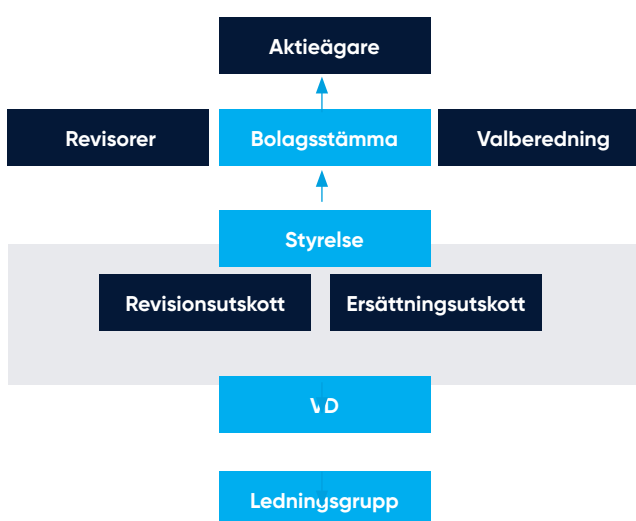 Aktieägare
Revisorer
Bolagsstämma
Valberedning
Styrelse
Revisionsutskott
Ersättningsutskott
VD
Ledningsgrupp